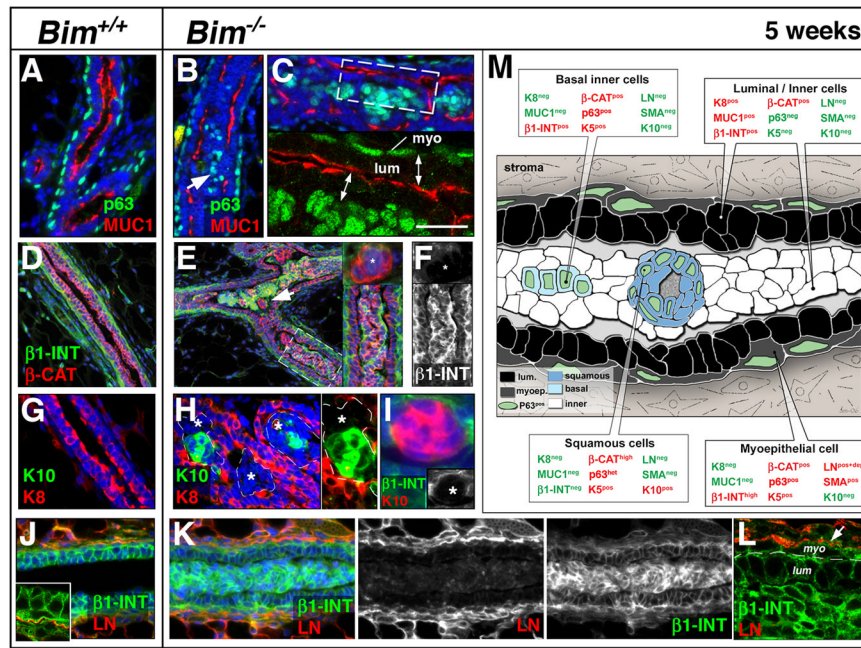 Bim+/+
Bim-/-
5 weeks
A
p63
MUC1
B
p63
MUC1
C
myo
lum
D
β1-INT
β-CAT
E
*
F
*
β1-INT
G
K10
K8
H
*
*
*
K10
K8
*
I
β1-INT
K10
*
J
β1-INT
LN
K
β1-INT
LN
LN
β1-INT
L
myo
lum
β1-INT
LN
M
Basal inner cells
K8neg β-CATpos LNneg
MUC1neg p63pos SMAneg
β1-INTpos K5pos K10neg
Luminal / Inner cells
K8pos β-CATpos LNneg
MUC1pos p63neg SMAneg
β1-INTpos K5neg K10neg
stroma
lum.
squamous
myoep.
basal
P63pos
inner
Squamous cells
K8neg β-CAThigh LNneg
MUC1neg p63het SMAneg
β1-INTneg K5pos K10pos
Myoepithelial cell
K8neg β-CATpos LNpos+dep
MUC1neg p63pos SMApos
β1-INThigh K5pos K10neg